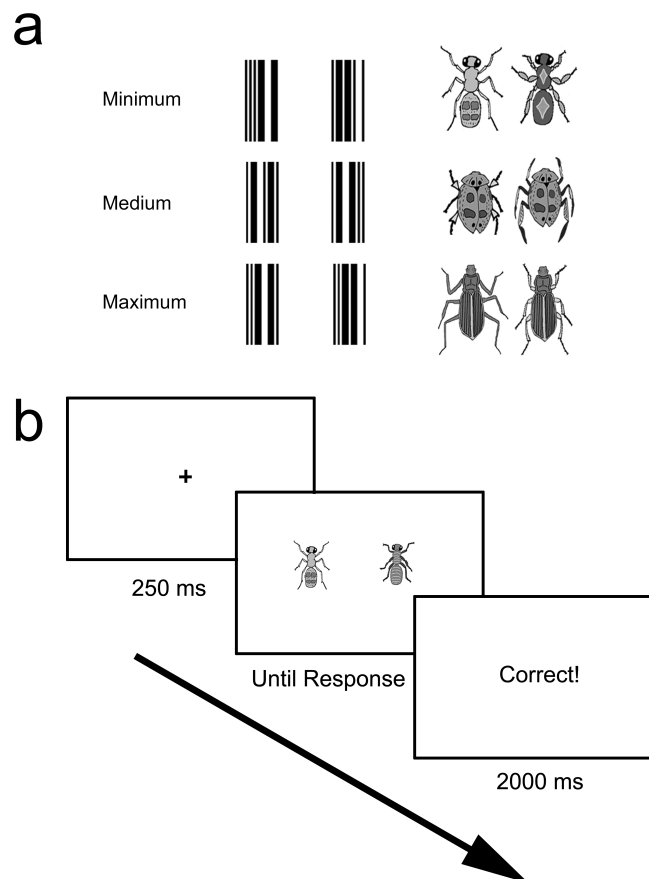 a
Minimum
Medium
Maximum
b
+
250 ms
Until Response
Correct!
2000 ms